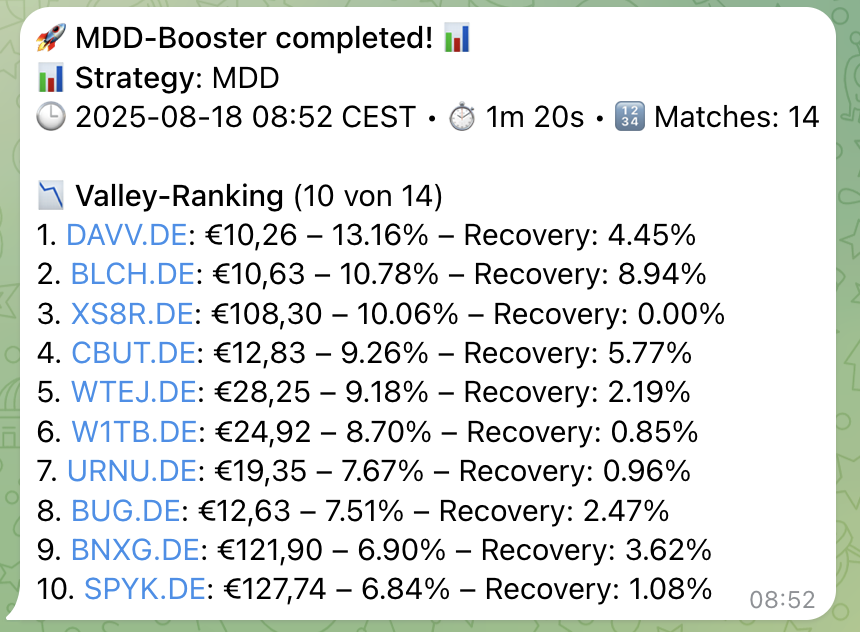 🚀 MDD-Booster completed! 📊
📊 Strategy: MDD
🕒 2025-08-18 08:52 CEST • ⏱️ 1m 20s • 🔢 Matches: 14
📉 Valley-Ranking (10 von 14)
1. DAVV.DE: €10,26 – 13.16% – Recovery: 4.45%
2. BLCH.DE: €10,63 – 10.78% – Recovery: 8.94%
3. XS8R.DE: €108,30 – 10.06% – Recovery: 0.00%
4. CBUT.DE: €12,83 – 9.26% – Recovery: 5.77%
5. WTEJ.DE: €28,25 – 9.18% – Recovery: 2.19%
6. W1TB.DE: €24,92 – 8.70% – Recovery: 0.85%
7. URNU.DE: €19,35 – 7.67% – Recovery: 0.96%
8. BUG.DE: €12,63 – 7.51% – Recovery: 2.47%
9. BNXG.DE: €121,90 – 6.90% – Recovery: 3.62%
10. SPYK.DE: €127,74 – 6.84% – Recovery: 1.08%
08:52